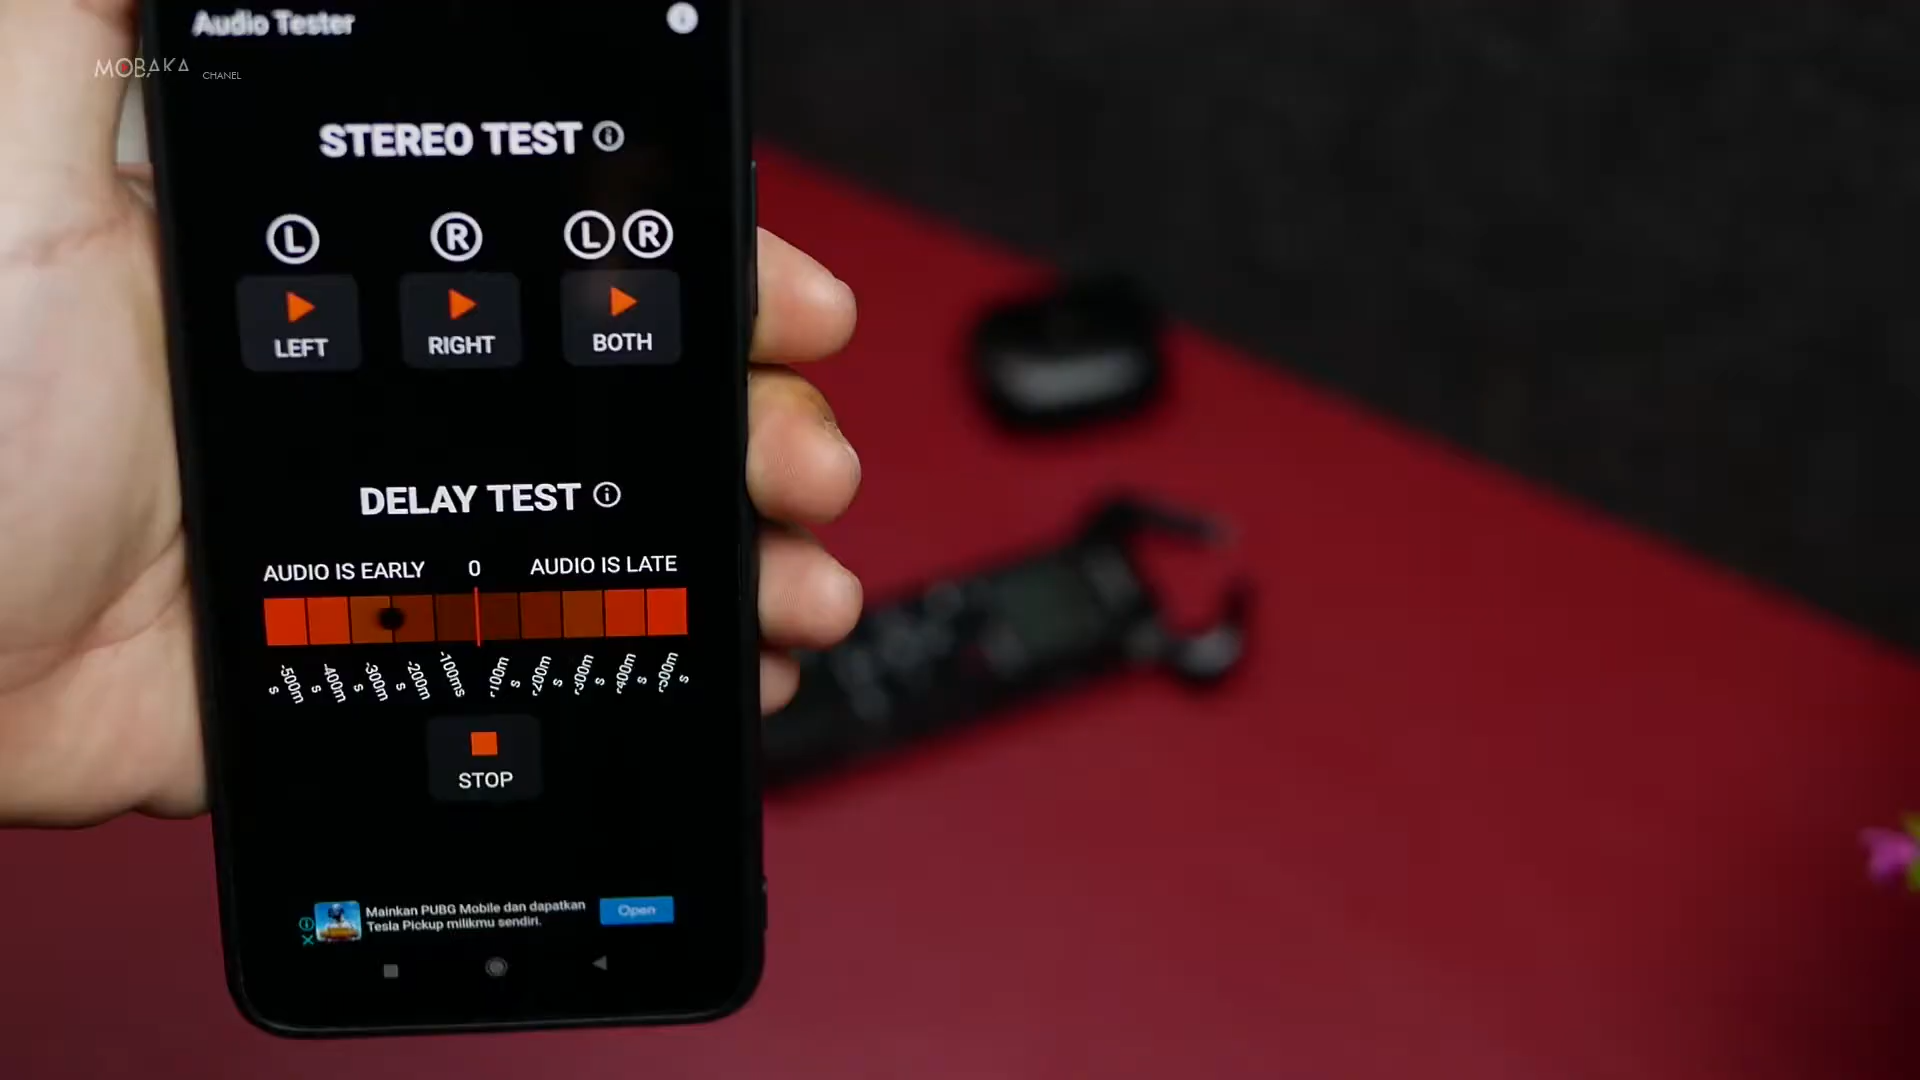 Audio Tester
MOBAKA CHANEL
STEREO TEST
L R L R
LEFT RIGHT BOTH
DELAY TEST
AUDIO IS EARLY 0 AUDIO IS LATE
-500ms -400ms -300ms -200ms -100ms +100ms +200ms +300ms +400ms +500ms
STOP
Mainkan PUBG Mobile dan dapatkan
Tesla Pickup milikmu sendiri.
Open